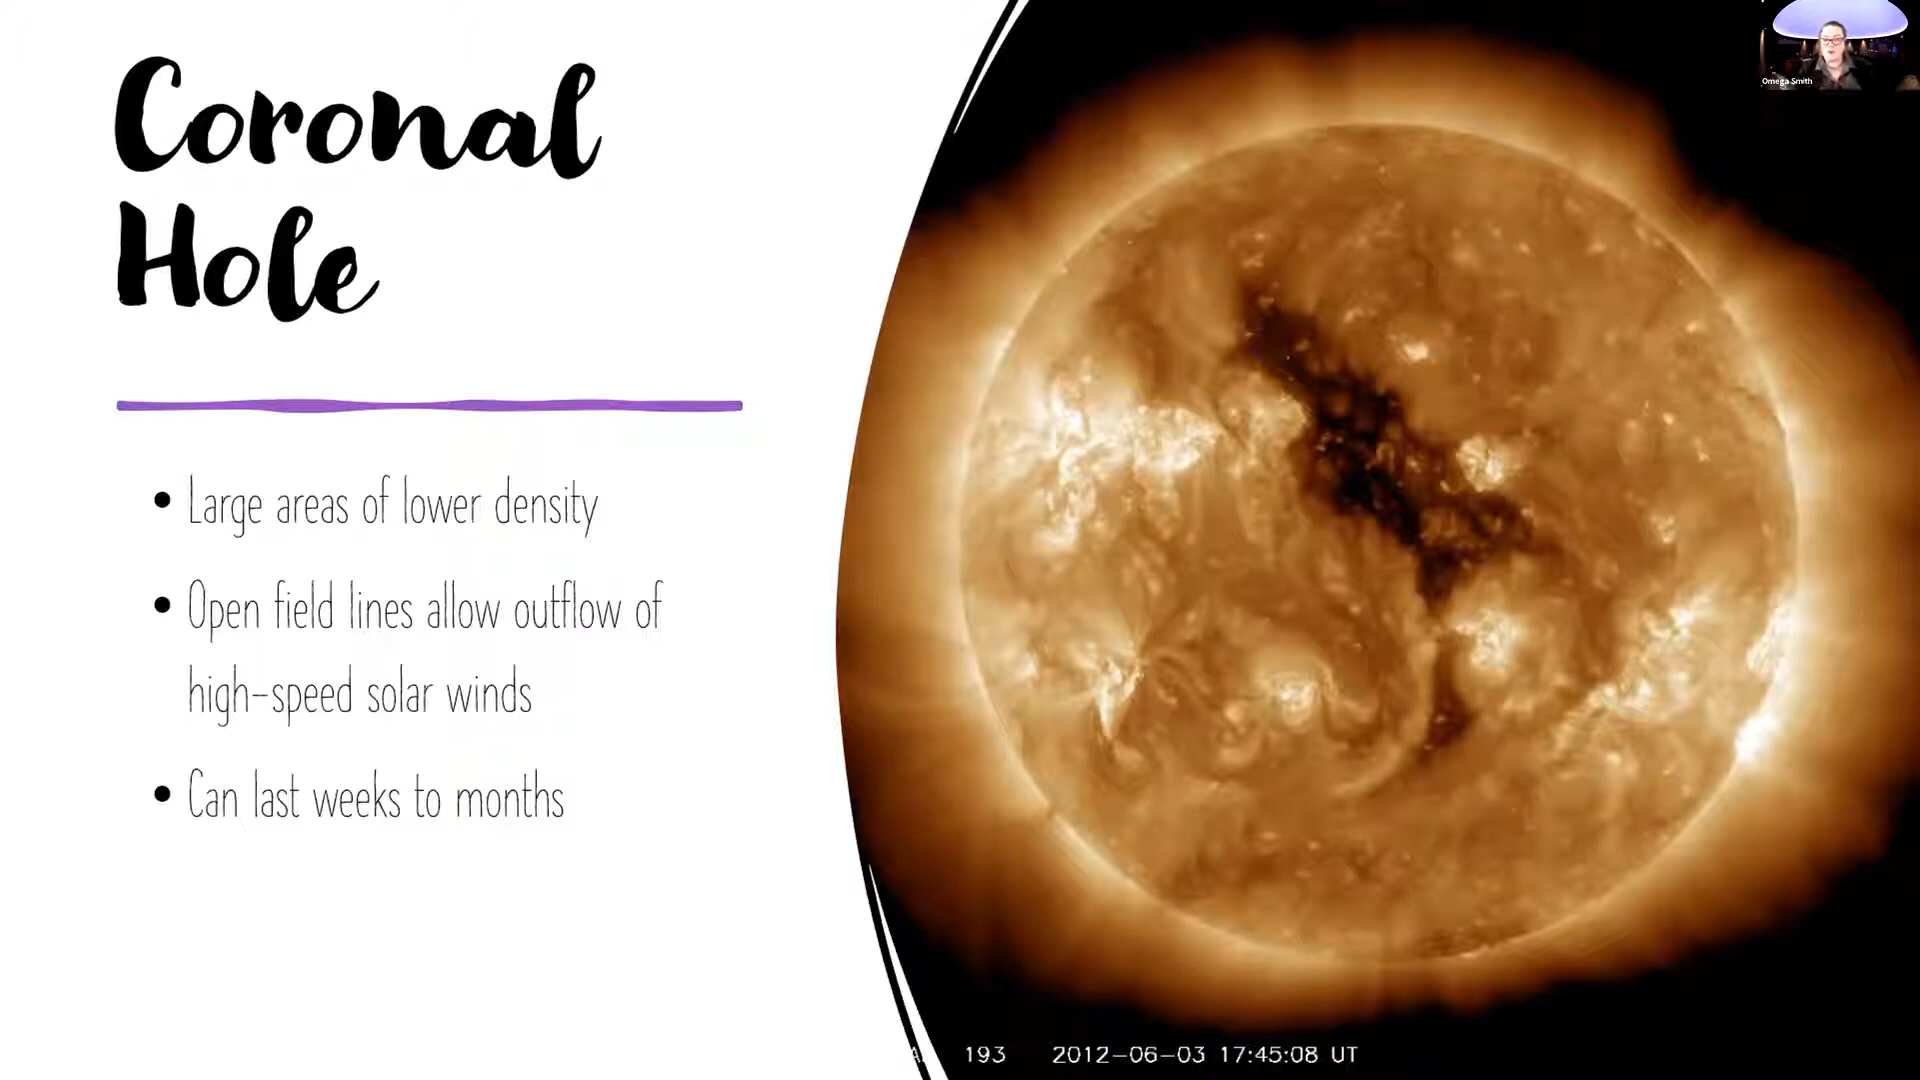 Coronal
Hole
• Large areas of lower density
• Open field lines allow outflow of
high-speed solar winds
• Can last weeks to months
Omega Smith
193 2012-06-03 17:45:08 UT